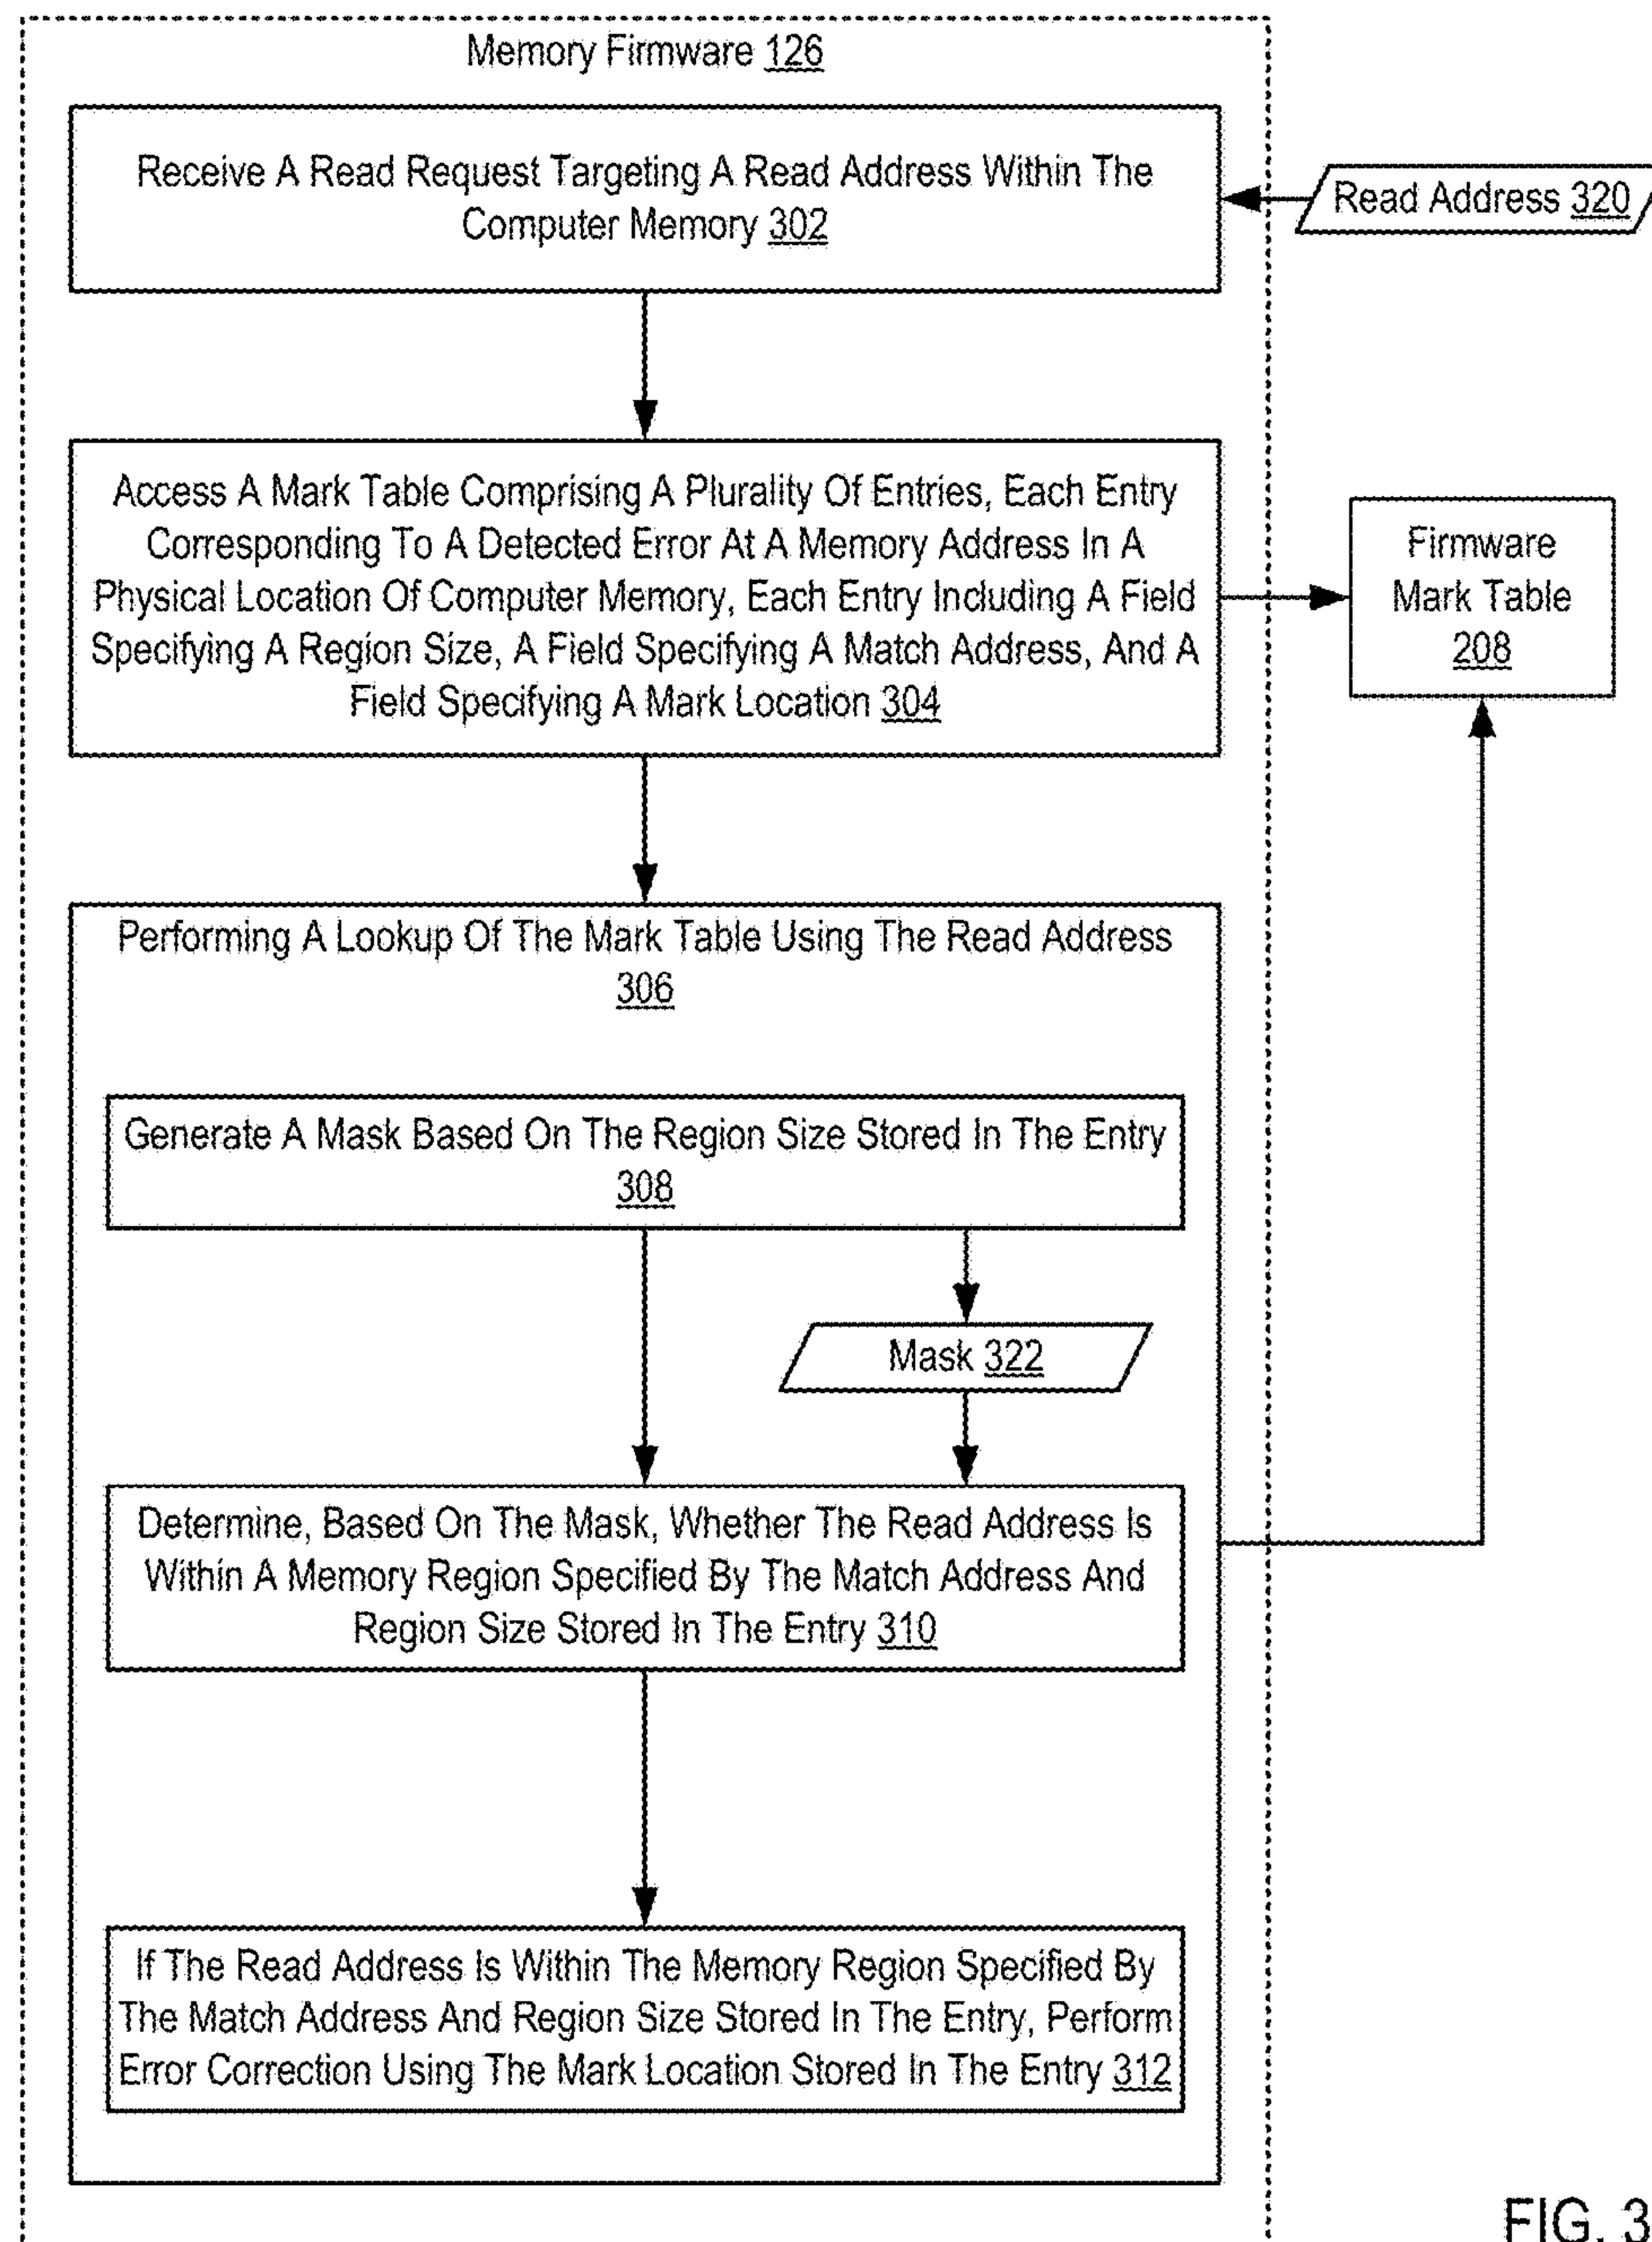 Memory Firmware 126
Receive A Read Request Targeting A Read Address Within The
Computer Memory 302
Read Address 320
Access A Mark Table Comprising A Plurality Of Entries, Each Entry
Corresponding To A Detected Error At A Memory Address In A
Physical Location Of Computer Memory, Each Entry Including A Field
Specifying A Region Size, A Field Specifying A Match Address, And A
Field Specifying A Mark Location 304
Firmware
Mark Table
208
Performing A Lookup Of The Mark Table Using The Read Address
306
Generate A Mask Based On The Region Size Stored In The Entry
308
Mask 322
Determine, Based On The Mask, Whether The Read Address Is
Within A Memory Region Specified By The Match Address And
Region Size Stored In The Entry 310
If The Read Address Is Within The Memory Region Specified By
The Match Address And Region Size Stored In The Entry, Perform
Error Correction Using The Mark Location Stored In The Entry 312
FIG. 3